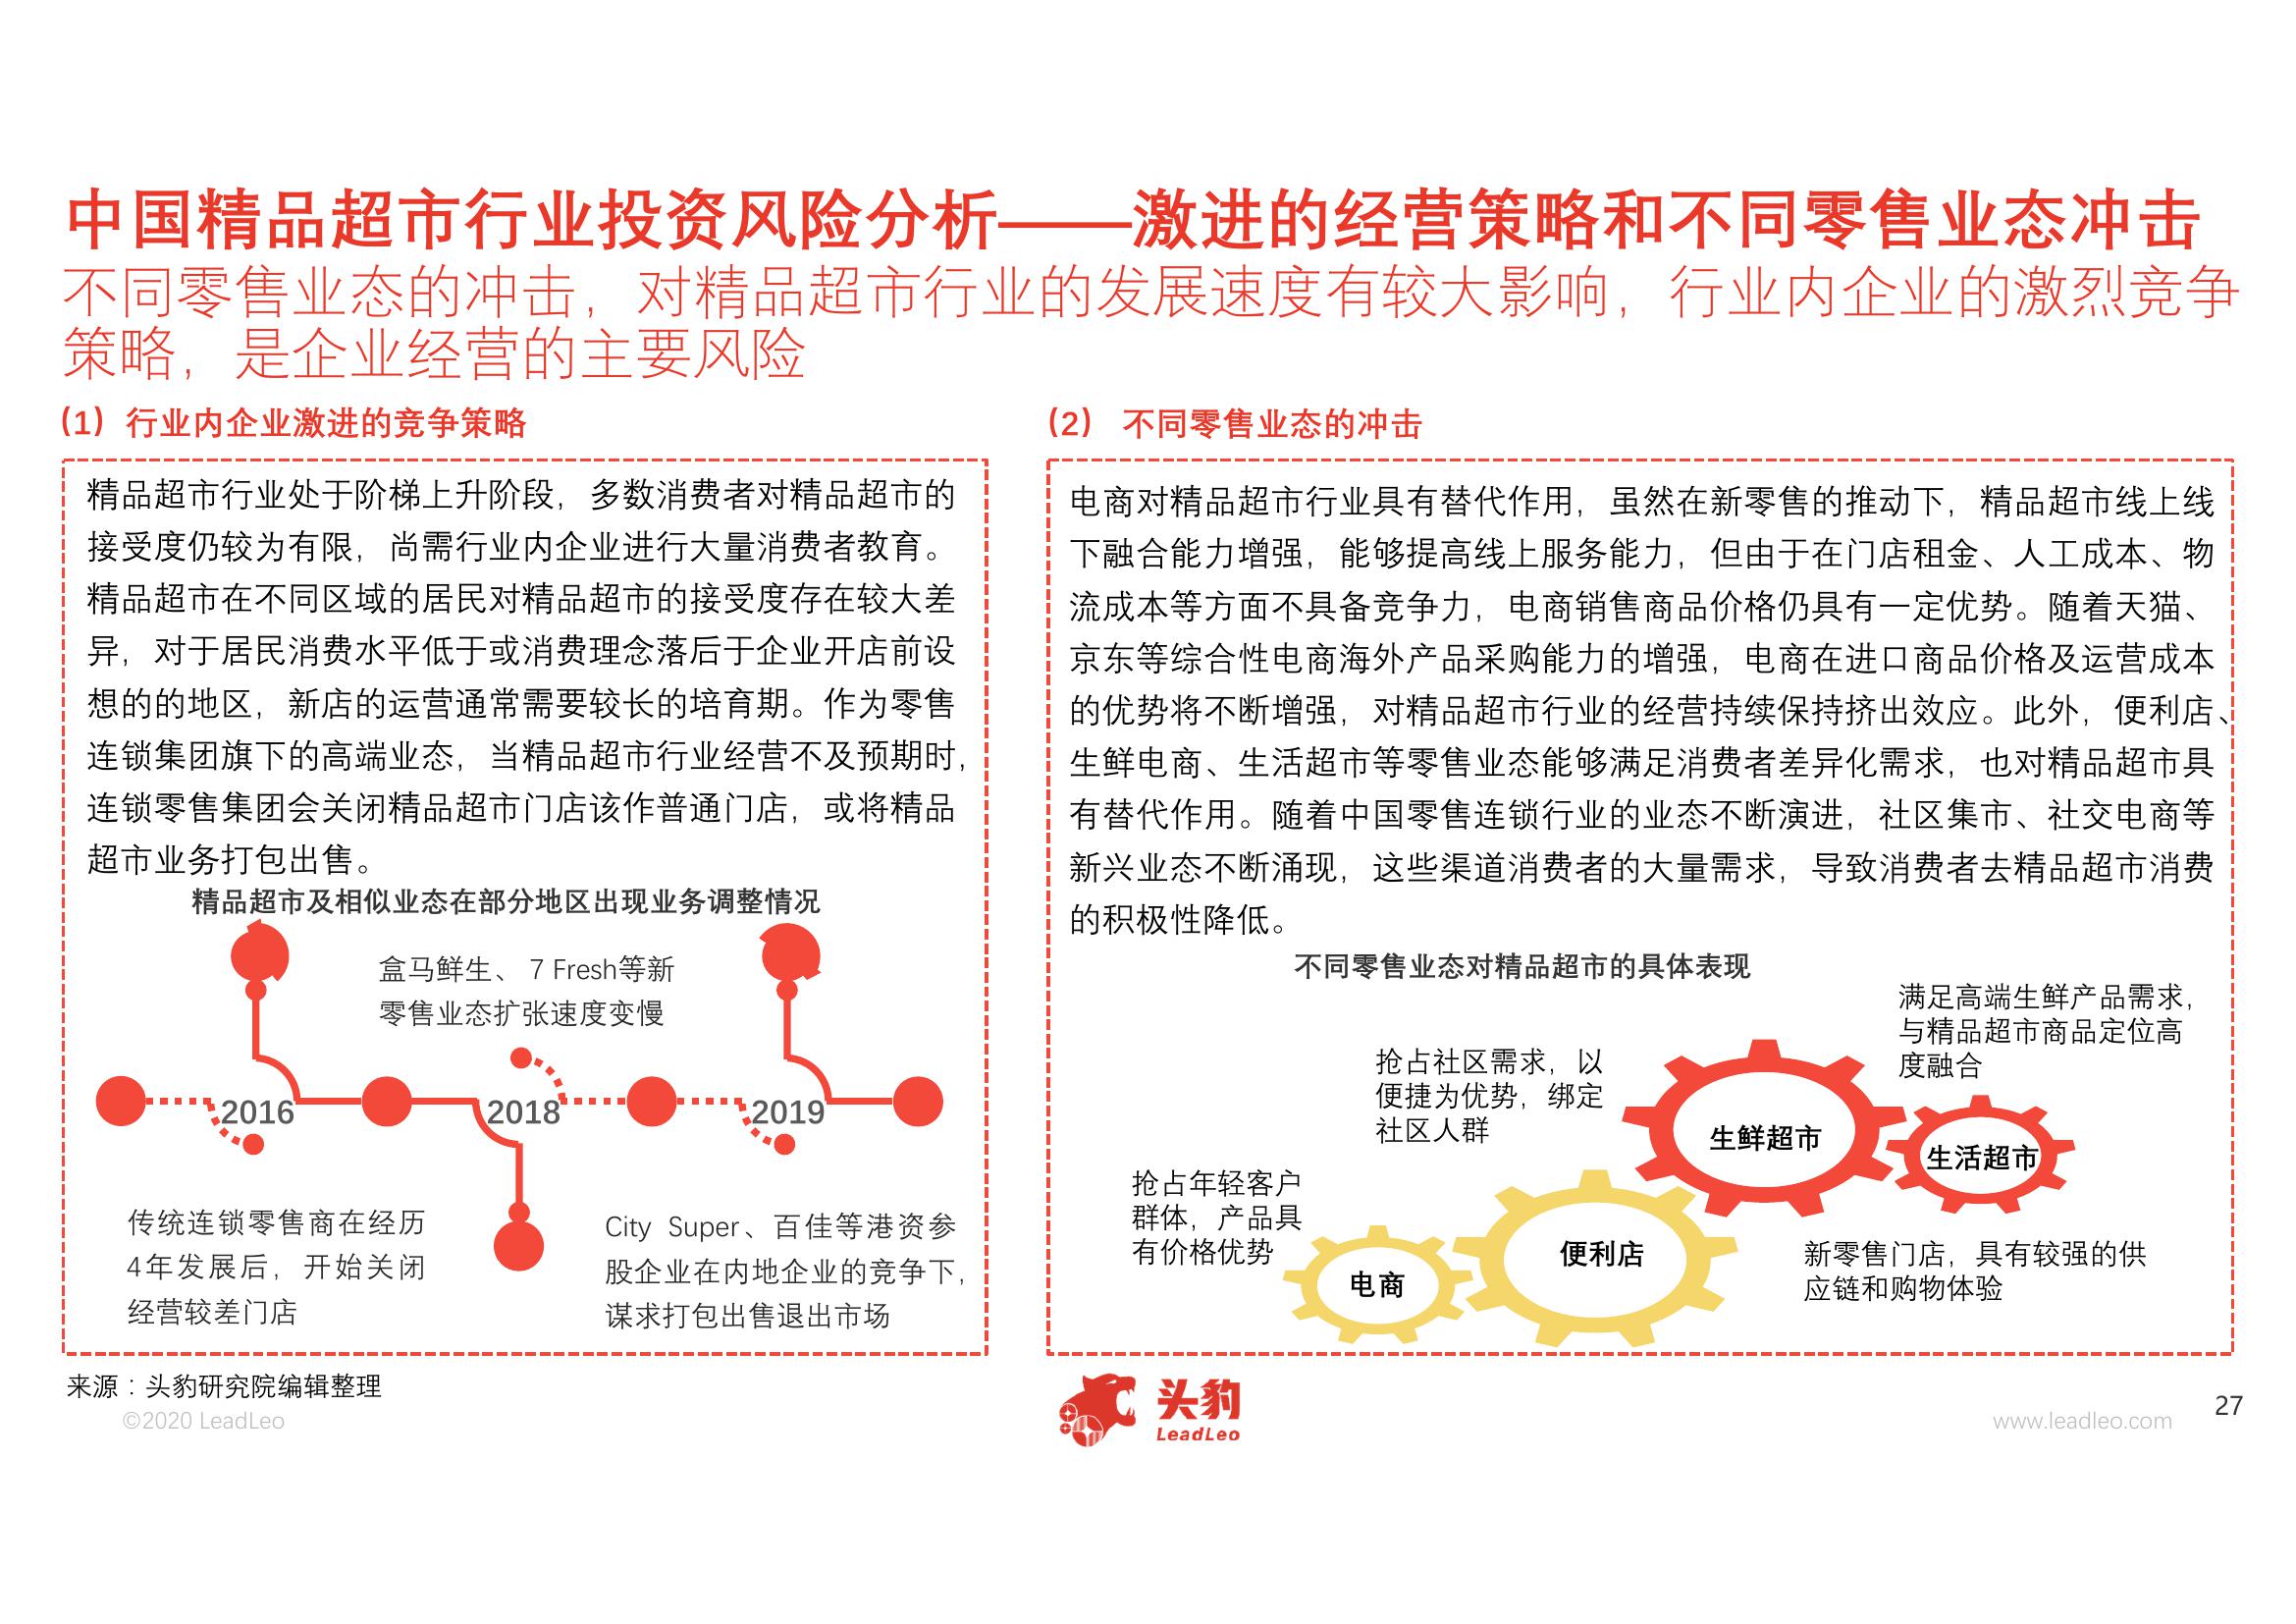 中国精品超市行业投资风险分析——激进的经营策略和不同零售业态冲击
不同零售业态的冲击，对精品超市行业的发展速度有较大影响，行业内企业的激烈竞争
策略，是企业经营的主要风险
(1) 行业内企业激进的竞争策略
精品超市行业处于阶梯上升阶段，多数消费者对精品超市的
接受度仍较为有限，尚需行业内企业进行大量消费者教育。
精品超市在不同区域的居民对精品超市的接受度存在较大差
异，对于居民消费水平低于或消费理念落后于企业开店前设
想的的地区，新店的运营通常需要较长的培育期。作为零售
连锁集团旗下的高端业态，当精品超市行业经营不及预期时，
连锁零售集团会关闭精品超市门店该作普通门店，或将精品
超市业务打包出售。
精品超市及相似业态在部分地区出现业务调整情况
盒马鲜生、7 Fresh等新
零售业态扩张速度变慢
2016
2018
2019
传统连锁零售商在经历
4年发展后，开始关闭
经营较差门店
City Super、百佳等港资参
股企业在内地企业的竞争下，
谋求打包出售退出市场
(2) 不同零售业态的冲击
电商对精品超市行业具有替代作用，虽然在新零售的推动下，精品超市线上线
下融合能力增强，能够提高线上服务能力，但由于在门店租金、人工成本、物
流成本等方面不具备竞争力，电商销售商品价格仍具有一定优势。随着天猫、
京东等综合性电商海外产品采购能力的增强，电商在进口商品价格及运营成本
的优势将不断增强，对精品超市行业的经营持续保持挤出效应。此外，便利店、
生鲜电商、生活超市等零售业态能够满足消费者差异化需求，也对精品超市具
有替代作用。随着中国零售连锁行业的业态不断演进，社区集市、社交电商等
新兴业态不断涌现，这些渠道消费者的大量需求，导致消费者去精品超市消费
的积极性降低。
不同零售业态对精品超市的具体表现
满足高端生鲜产品需求，
与精品超市商品定位高
度融合
抢占社区需求，以
便捷为优势，绑定
社区人群
生鲜超市
生活超市
抢占年轻客户
群体，产品具
有价格优势
电商
便利店
新零售门店，具有较强的供
应链和购物体验
来源：头豹研究院编辑整理
©2020 LeadLeo
头豹
LeadLeo
www.leadleo.com
27